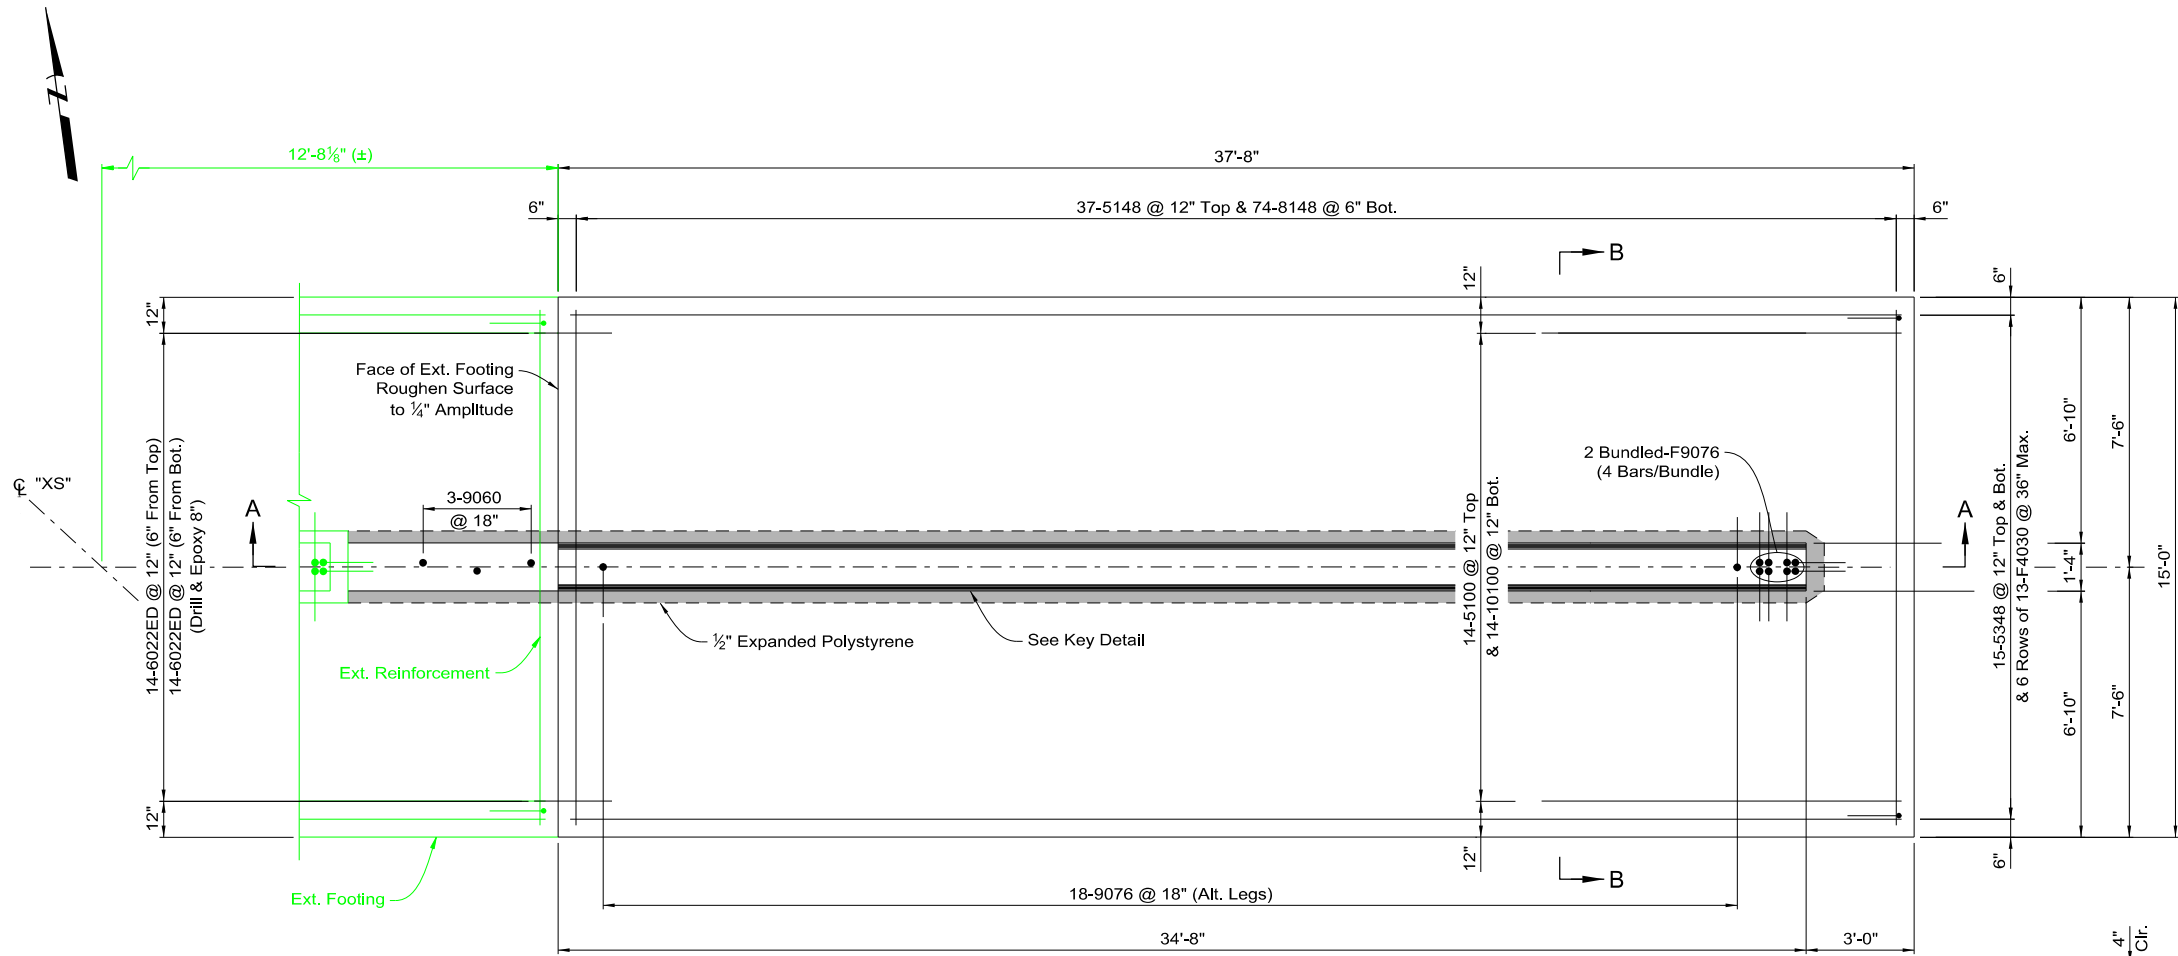 N
12'-8⅛" (±)
37'-8"
6"
37-5148 @ 12" Top & 74-8148 @ 6" Bot.
6"
B
12"
12"
6"
Face of Ext. Footing
Roughen Surface
to ¼" Amplitude
14-6022ED @ 12" (6" From Top)
14-6022ED @ 12" (6" From Bot.)
(Drill & Epoxy 8")
℄ "XS"
A
3-9060
@ 18"
2 Bundled-F9076
(4 Bars/Bundle)
14-5100 @ 12" Top
& 14-10100 @ 12" Bot.
A
15-5348 @ 12" Top & Bot.
& 6 Rows of 13-F4030 @ 36" Max.
6'-10"
1'-4"
6'-10"
7'-6"
7'-6"
15'-0"
½" Expanded Polystyrene
See Key Detail
Ext. Reinforcement
12"
12"
6"
B
Ext. Footing
18-9076 @ 18" (Alt. Legs)
34'-8"
3'-0"
4"
Clr.